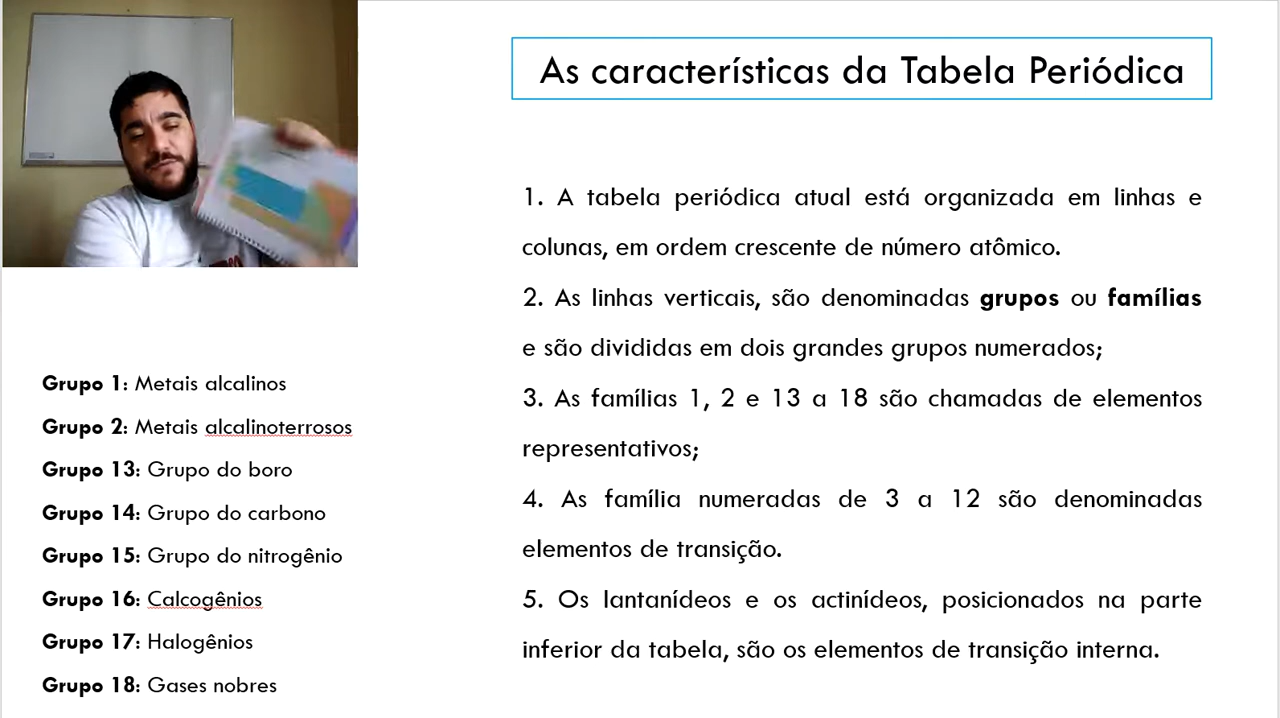 As características da Tabela Periódica
1. A tabela periódica atual está organizada em linhas e
colunas, em ordem crescente de número atômico.
2. As linhas verticais, são denominadas grupos ou famílias
e são divididas em dois grandes grupos numerados;
3. As famílias 1, 2 e 13 a 18 são chamadas de elementos
representativos;
4. As família numeradas de 3 a 12 são denominadas
elementos de transição.
5. Os lantanídeos e os actinídeos, posicionados na parte
inferior da tabela, são os elementos de transição interna.
Grupo 1: Metais alcalinos
Grupo 2: Metais alcalinoterrosos
Grupo 13: Grupo do boro
Grupo 14: Grupo do carbono
Grupo 15: Grupo do nitrogênio
Grupo 16: Calcogênios
Grupo 17: Halogênios
Grupo 18: Gases nobres